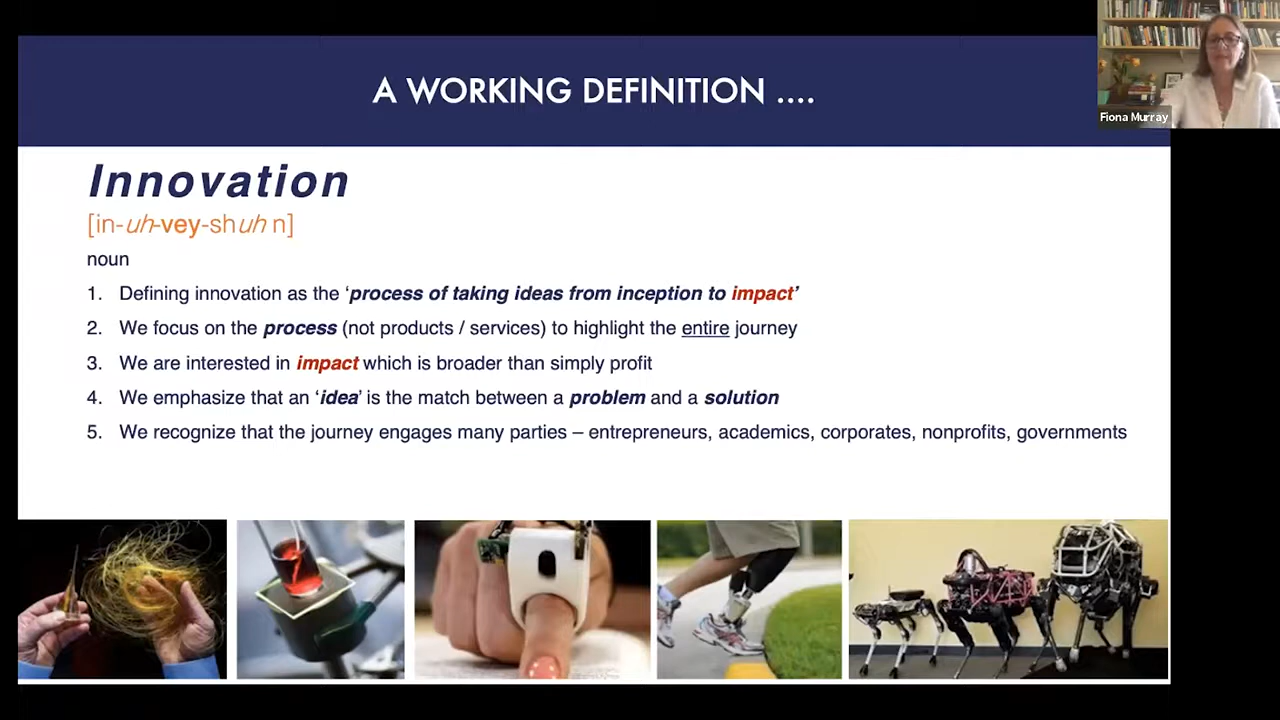 A WORKING DEFINITION ....
Fiona Murray
Innovation
[in-uh-vey-shuh n]
noun
1. Defining innovation as the ‘process of taking ideas from inception to impact’
2. We focus on the process (not products / services) to highlight the entire journey
3. We are interested in impact which is broader than simply profit
4. We emphasize that an ‘idea’ is the match between a problem and a solution
5. We recognize that the journey engages many parties – entrepreneurs, academics, corporates, nonprofits, governments